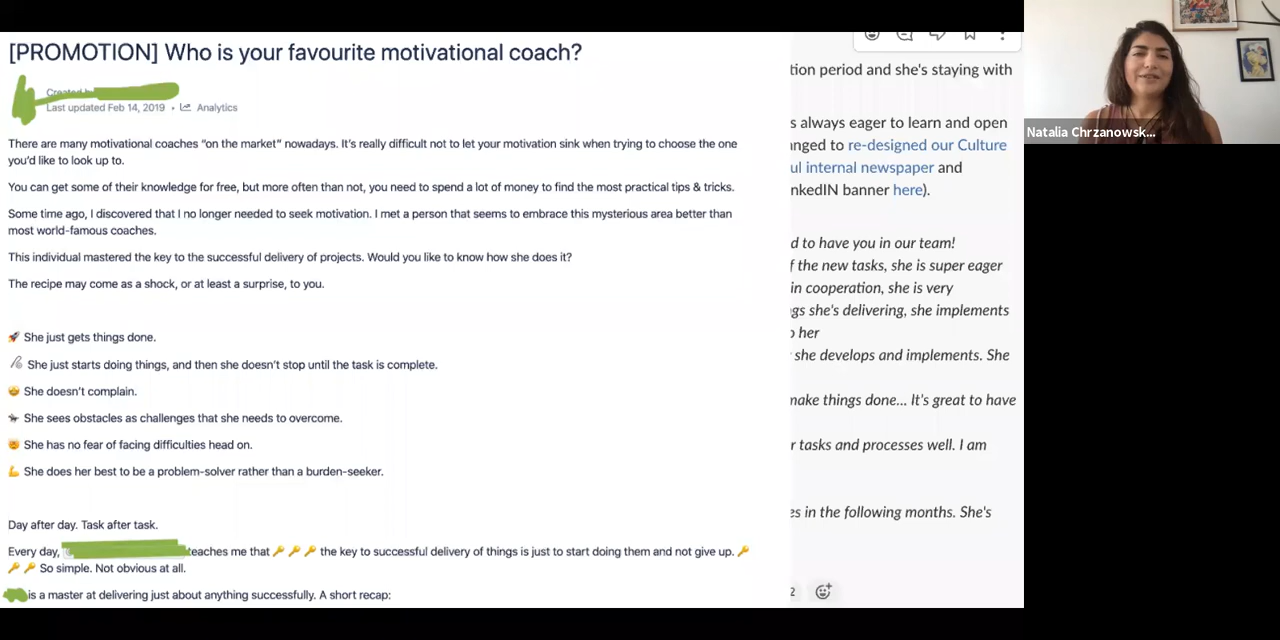 [PROMOTION] Who is your favourite motivational coach?
Created by
Last updated Feb 14, 2019 • Analytics
There are many motivational coaches “on the market” nowadays. It’s really difficult not to let your motivation sink when trying to choose the one
you’d like to look up to.
You can get some of their knowledge for free, but more often than not, you need to spend a lot of money to find the most practical tips & tricks.
Some time ago, I discovered that I no longer needed to seek motivation. I met a person that seems to embrace this mysterious area better than
most world-famous coaches.
This individual mastered the key to the successful delivery of projects. Would you like to know how she does it?
The recipe may come as a shock, or at least a surprise, to you.
🚀 She just gets things done.
She just starts doing things, and then she doesn’t stop until the task is complete.
🤩 She doesn’t complain.
She sees obstacles as challenges that she needs to overcome.
🤯 She has no fear of facing difficulties head on.
💪 She does her best to be a problem-solver rather than a burden-seeker.
Day after day. Task after task.
Every day, teaches me that 🔑 🔑 🔑 the key to successful delivery of things is just to start doing them and not give up. 🔑
🔑 🔑 So simple. Not obvious at all.
is a master at delivering just about anything successfully. A short recap:
tion period and she's staying with
s always eager to learn and open
anged to re-designed our Culture
ul internal newspaper and
nkedIN banner here).
d to have you in our team!
f the new tasks, she is super eager
in cooperation, she is very
gs she's delivering, she implements
o her
she develops and implements. She
make things done... It's great to have
r tasks and processes well. I am
es in the following months. She's
2
Natalia Chrzanowsk...